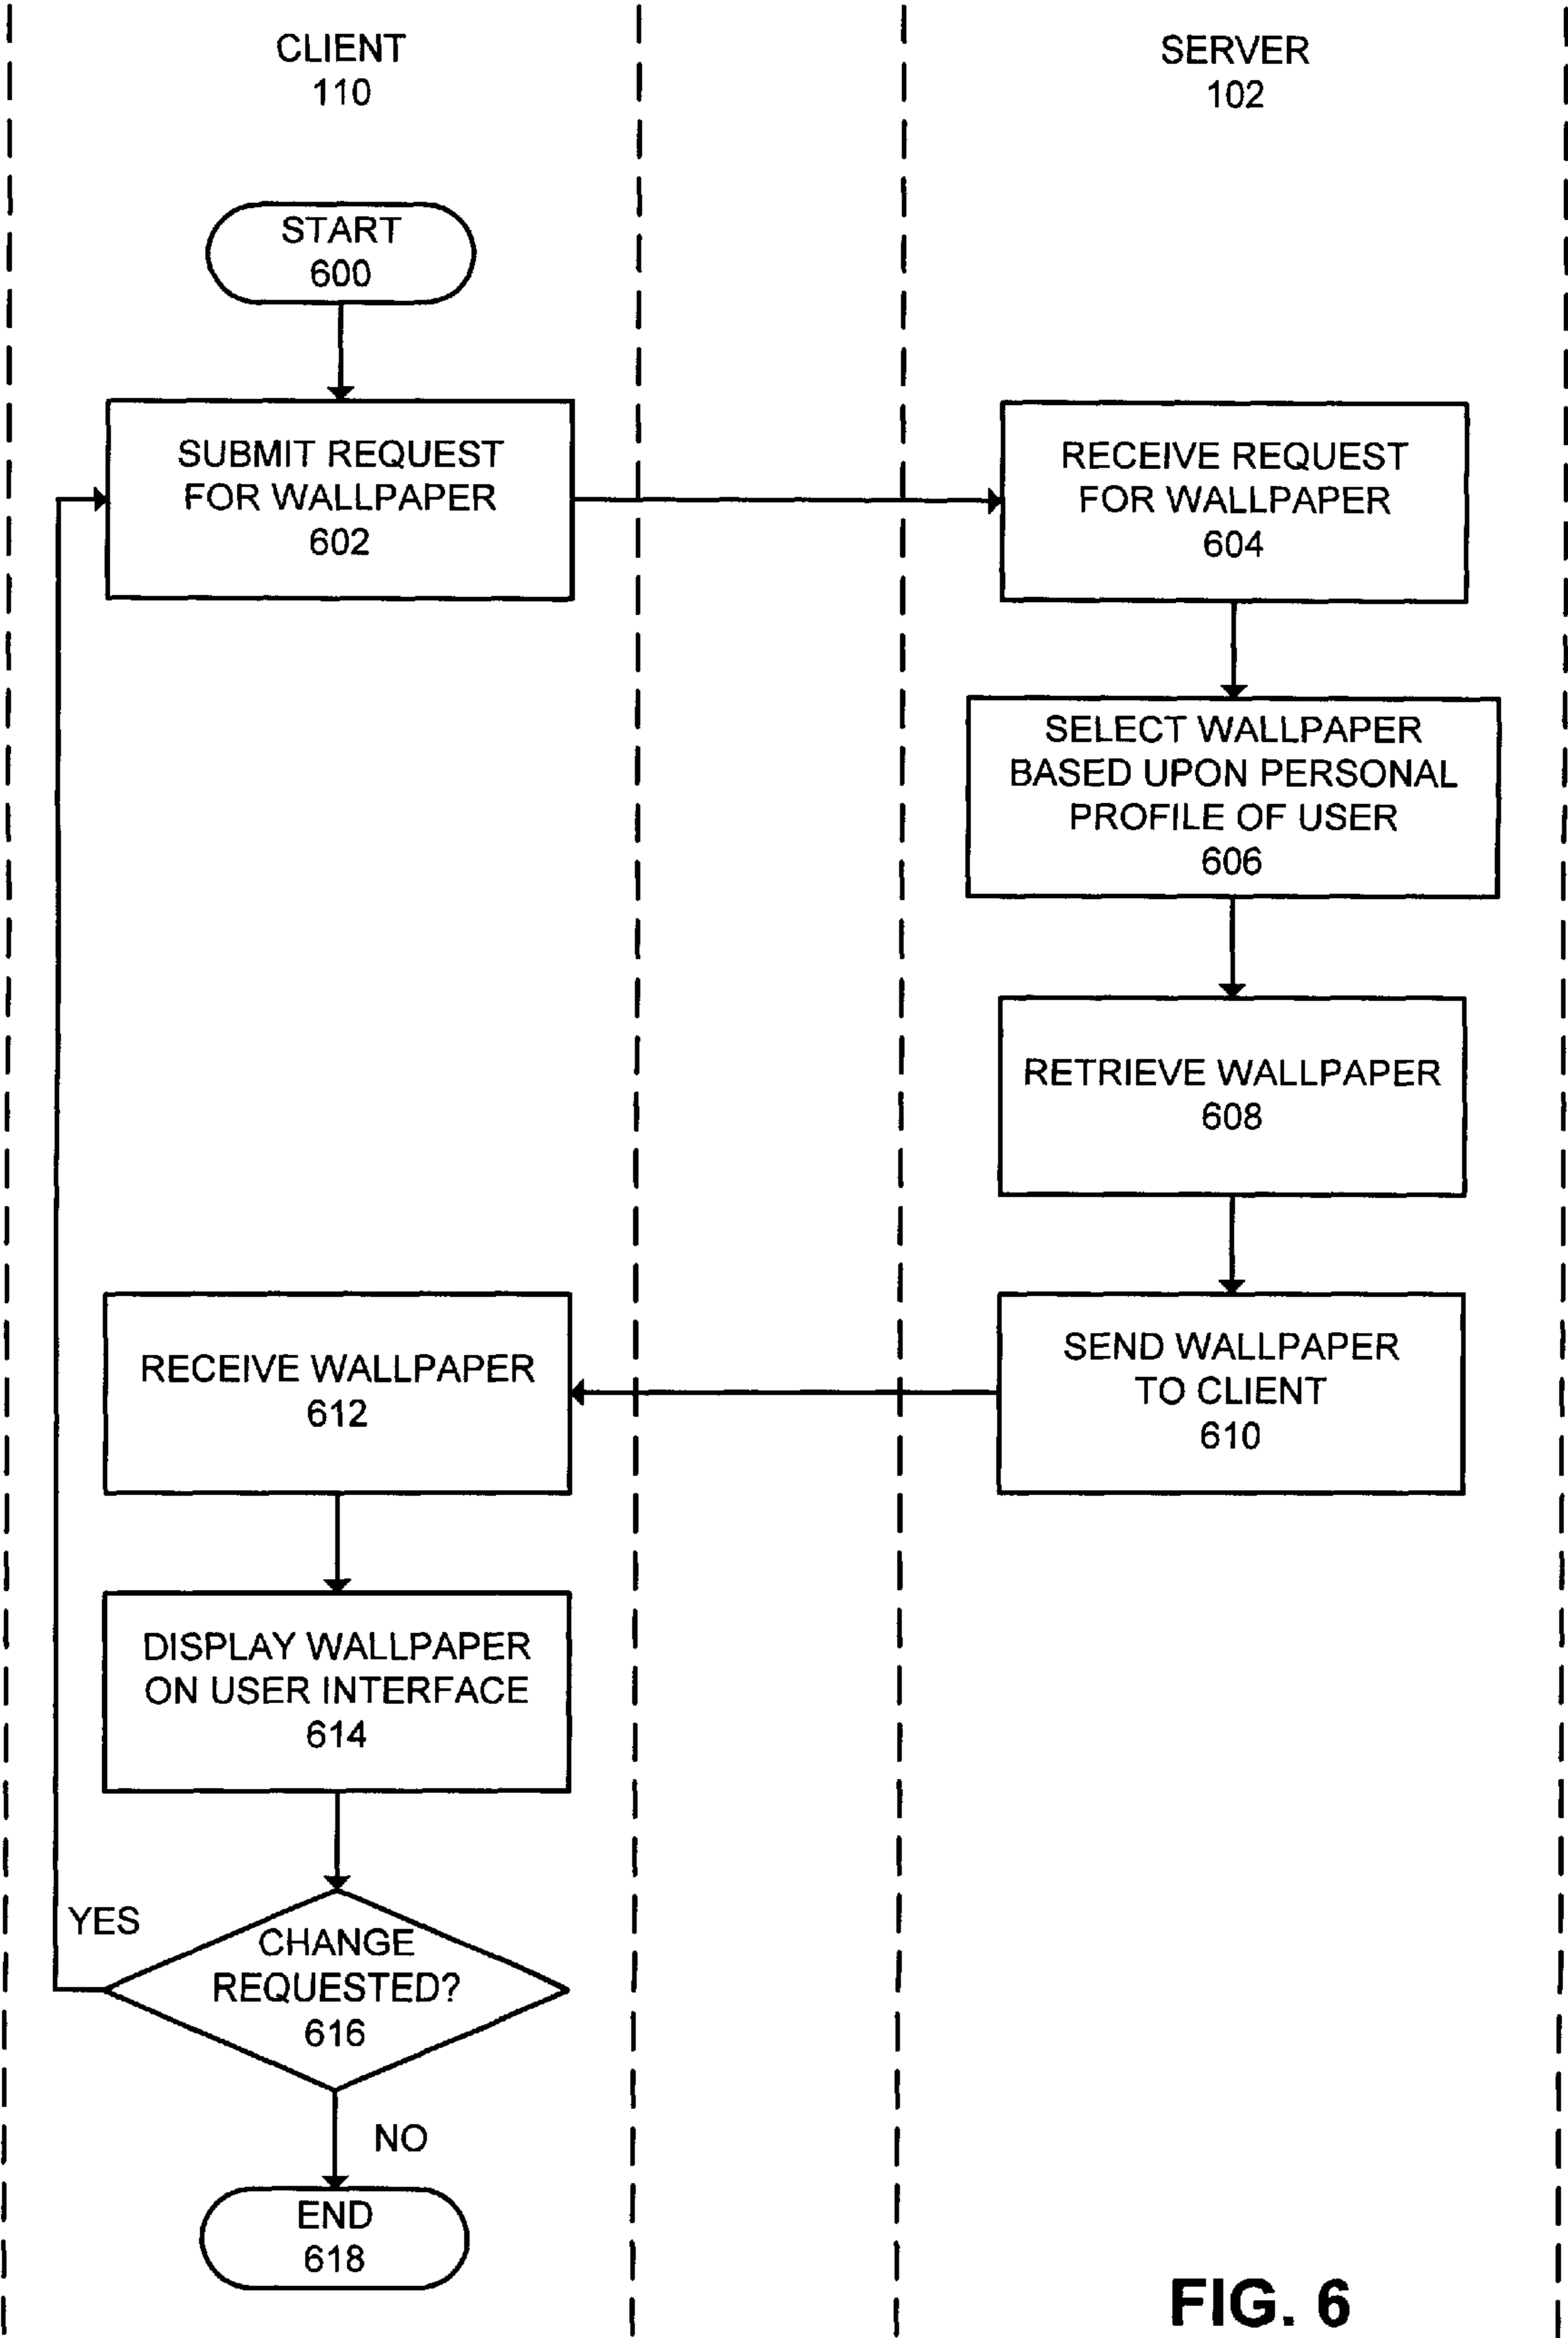 CLIENT
110
SERVER
102
START
600
SUBMIT REQUEST
FOR WALLPAPER
602
RECEIVE REQUEST
FOR WALLPAPER
604
SELECT WALLPAPER
BASED UPON PERSONAL
PROFILE OF USER
606
RETRIEVE WALLPAPER
608
SEND WALLPAPER
TO CLIENT
610
RECEIVE WALLPAPER
612
DISPLAY WALLPAPER
ON USER INTERFACE
614
YES
CHANGE
REQUESTED?
616
NO
END
618
FIG. 6